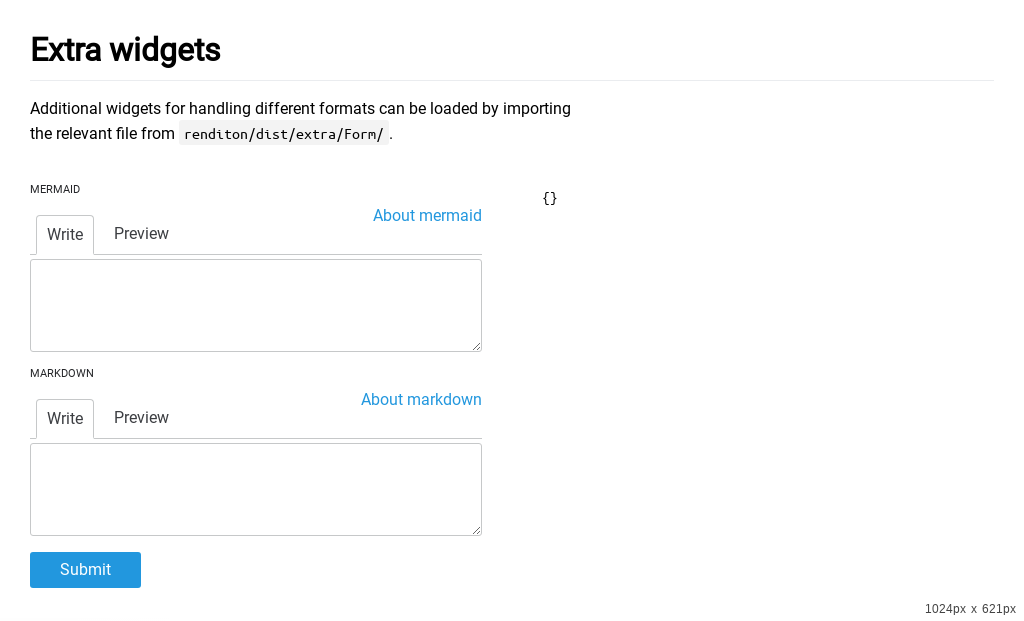 Extra widgets
Additional widgets for handling different formats can be loaded by importing
the relevant file from renditon/dist/extra/Form/ .
MERMAID
{}
About mermaid
Write
Preview
MARKDOWN
About markdown
Write
Preview
Submit
1024px x 621px